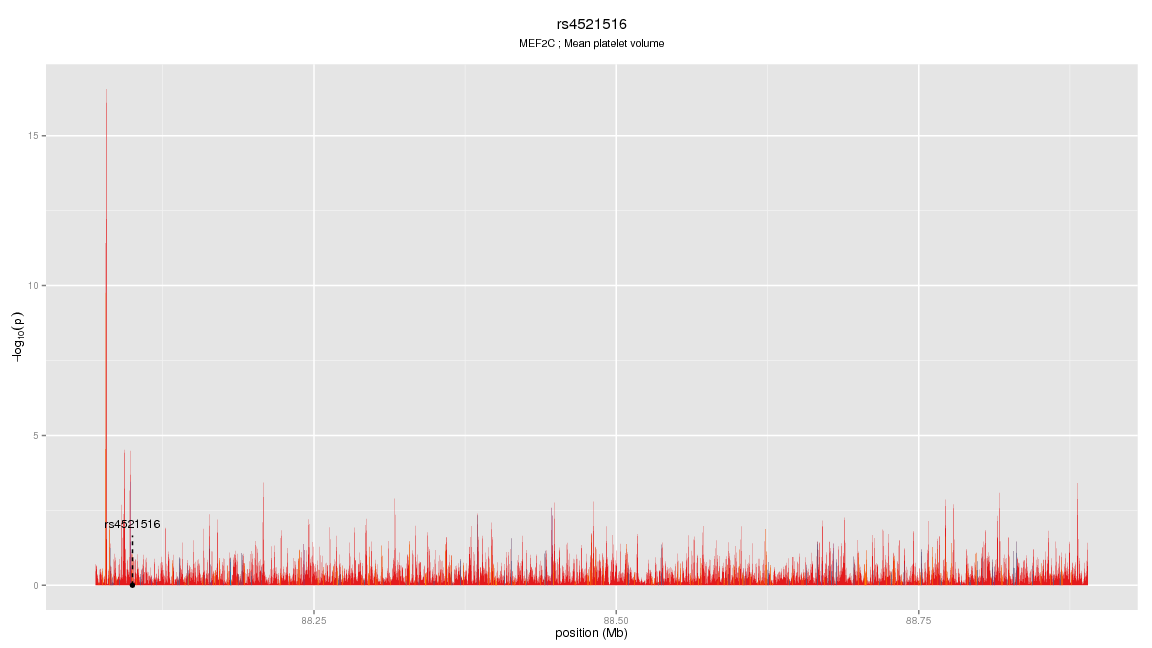 rs4521516
MEF2C ; Mean platelet volume
−log10(p)
15
10
5
0
rs4521516
88.25
88.50
88.75
position (Mb)